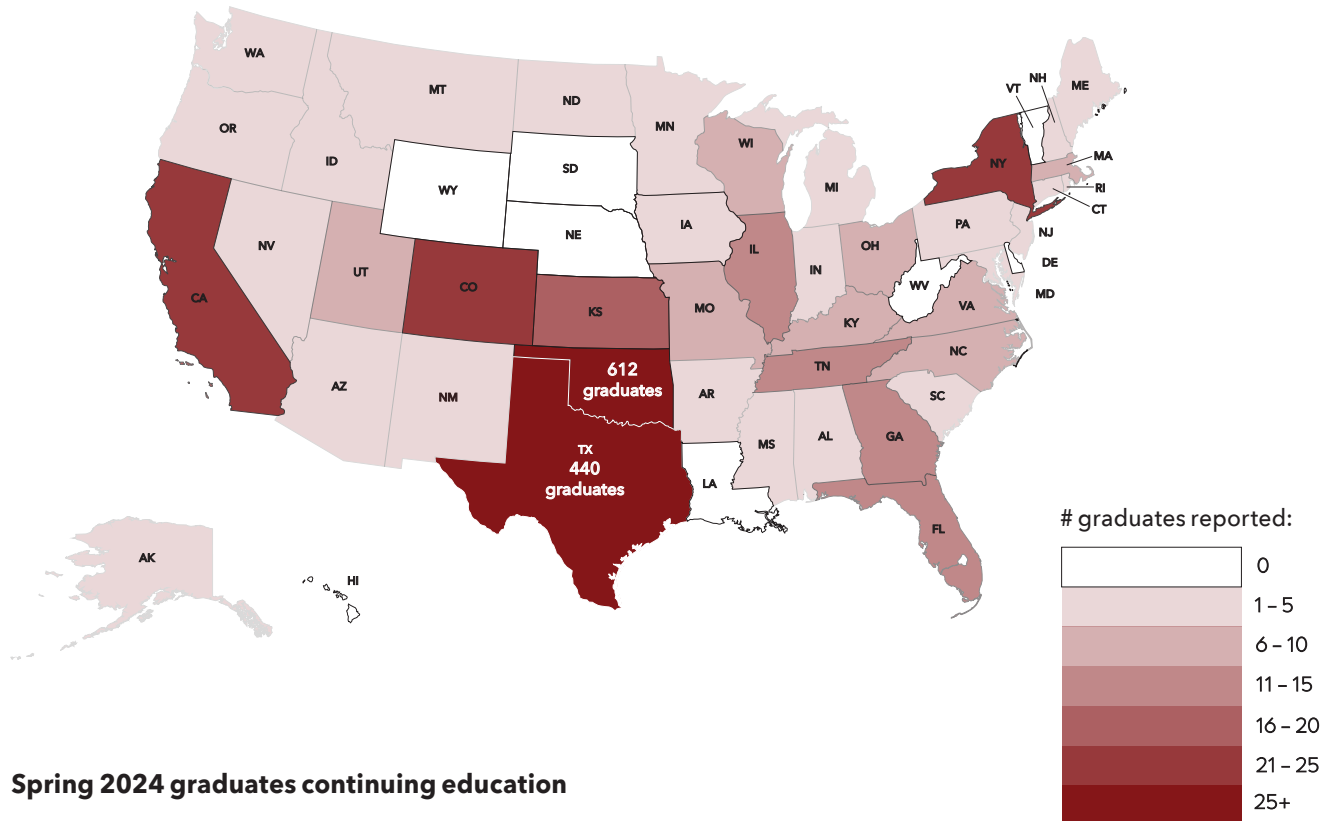 WA
MT
ND
MN
OR
ID
WY
SD
WI
MI
NY
VT
NH
ME
MA
RI
CT
NV
UT
CO
NE
IA
IL
IN
OH
PA
NJ
DE
MD
WV
VA
CA
KS
MO
KY
NC
TN
SC
AZ
NM
612
graduates
AR
MS
AL
GA
TX
440
graduates
LA
FL
AK
HI
# graduates reported:
0
1 – 5
6 – 10
11 – 15
16 – 20
21 – 25
25+
Spring 2024 graduates continuing education